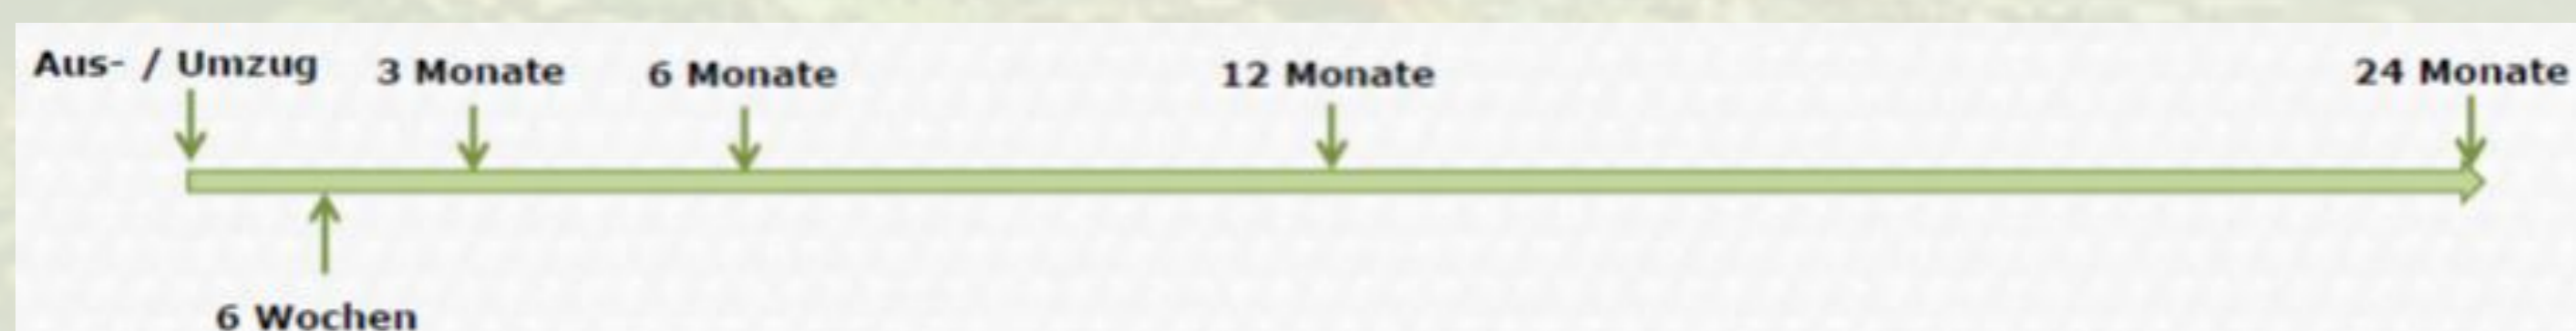 Aus- / Umzug
3 Monate
6 Monate
12 Monate
24 Monate
6 Wochen